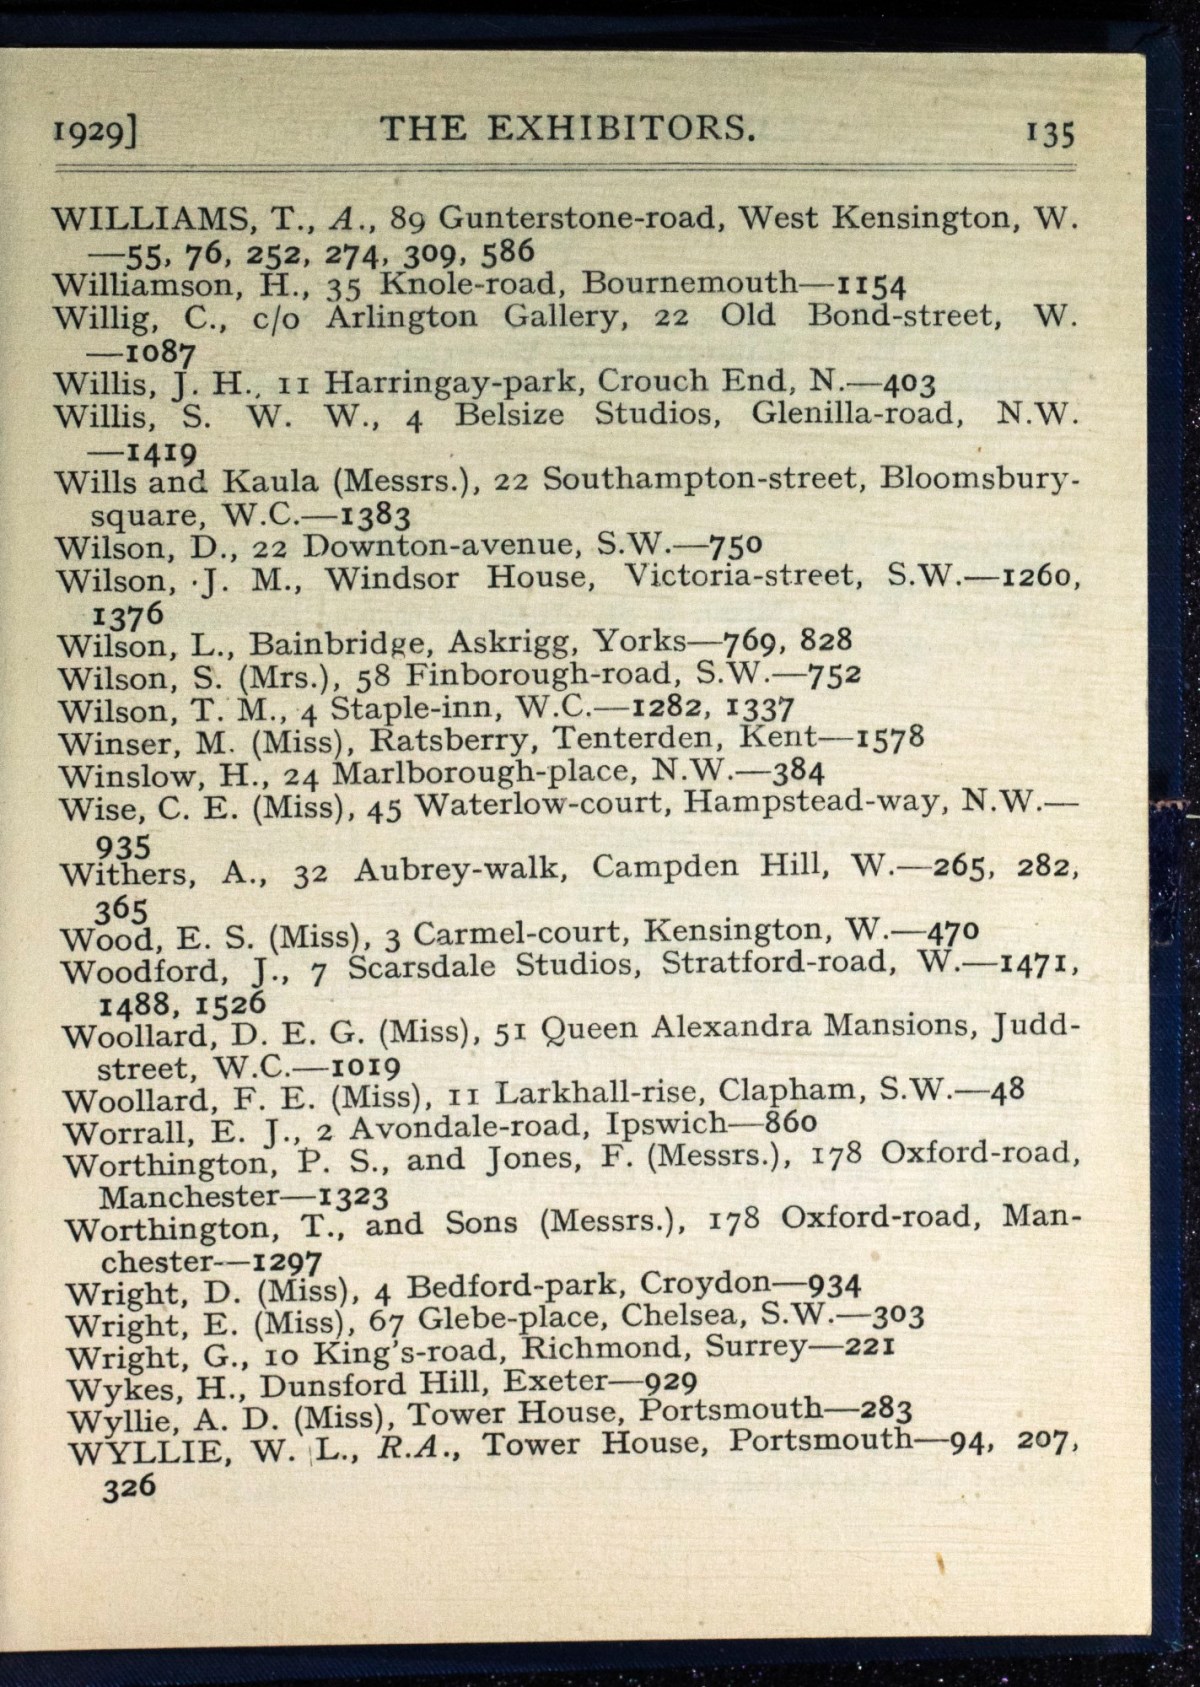 1929] THE EXHIBITORS. 135
WILLIAMS, T., A., 89 Gunterstone-road, West Kensington, W.
—55, 76, 252, 274, 309, 586
Williamson, H., 35 Knole-road, Bournemouth—1154
Willig, C., c/o Arlington Gallery, 22 Old Bond-street, W.
—1087
Willis, J. H., 11 Harringay-park, Crouch End, N.—403
Willis, S. W. W., 4 Belsize Studios, Glenilla-road, N.W.
—1419
Wills and Kaula (Messrs.), 22 Southampton-street, Bloomsbury-
square, W.C.—1383
Wilson, D., 22 Downton-avenue, S.W.—750
Wilson, J. M., Windsor House, Victoria-street, S.W.—1260,
1376
Wilson, L., Bainbridge, Askrigg, Yorks—769, 828
Wilson, S. (Mrs.), 58 Finborough-road, S.W.—752
Wilson, T. M., 4 Staple-inn, W.C.—1282, 1337
Winser, M. (Miss), Ratsberry, Tenterden, Kent—1578
Winslow, H., 24 Marlborough-place, N.W.—384
Wise, C. E. (Miss), 45 Waterlow-court, Hampstead-way, N.W.—
935
Withers, A., 32 Aubrey-walk, Campden Hill, W.—265, 282,
365
Wood, E. S. (Miss), 3 Carmel-court, Kensington, W.—470
Woodford, J., 7 Scarsdale Studios, Stratford-road, W.—1471,
1488, 1526
Woollard, D. E. G. (Miss), 51 Queen Alexandra Mansions, Judd-
street, W.C.—1019
Woollard, F. E. (Miss), 11 Larkhall-rise, Clapham, S.W.—48
Worrall, E. J., 2 Avondale-road, Ipswich—860
Worthington, P. S., and Jones, F. (Messrs.), 178 Oxford-road,
Manchester—1323
Worthington, T., and Sons (Messrs.), 178 Oxford-road, Man-
chester—1297
Wright, D. (Miss), 4 Bedford-park, Croydon—934
Wright, E. (Miss), 67 Glebe-place, Chelsea, S.W.—303
Wright, G., 10 King's-road, Richmond, Surrey—221
Wykes, H., Dunsford Hill, Exeter—929
Wyllie, A. D. (Miss), Tower House, Portsmouth—283
WYLLIE, W. L., R.A., Tower House, Portsmouth—94, 207,
326